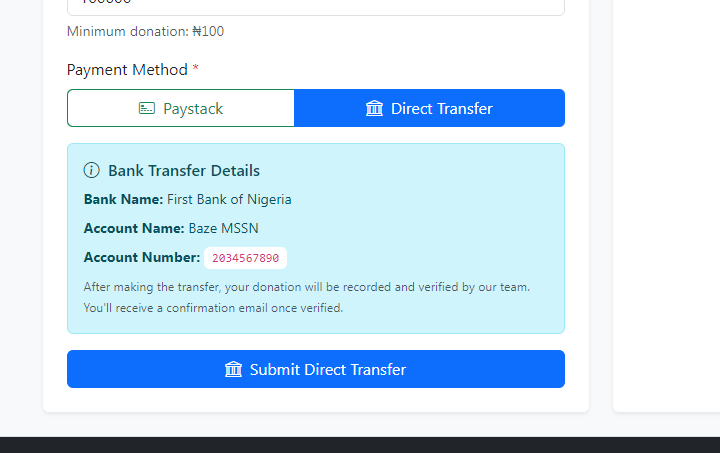 Minimum donation: ₦100
Payment Method *
Paystack
Direct Transfer
Bank Transfer Details
Bank Name: First Bank of Nigeria
Account Name: Baze MSSN
Account Number: 2034567890
After making the transfer, your donation will be recorded and verified by our team.
You'll receive a confirmation email once verified.
Submit Direct Transfer